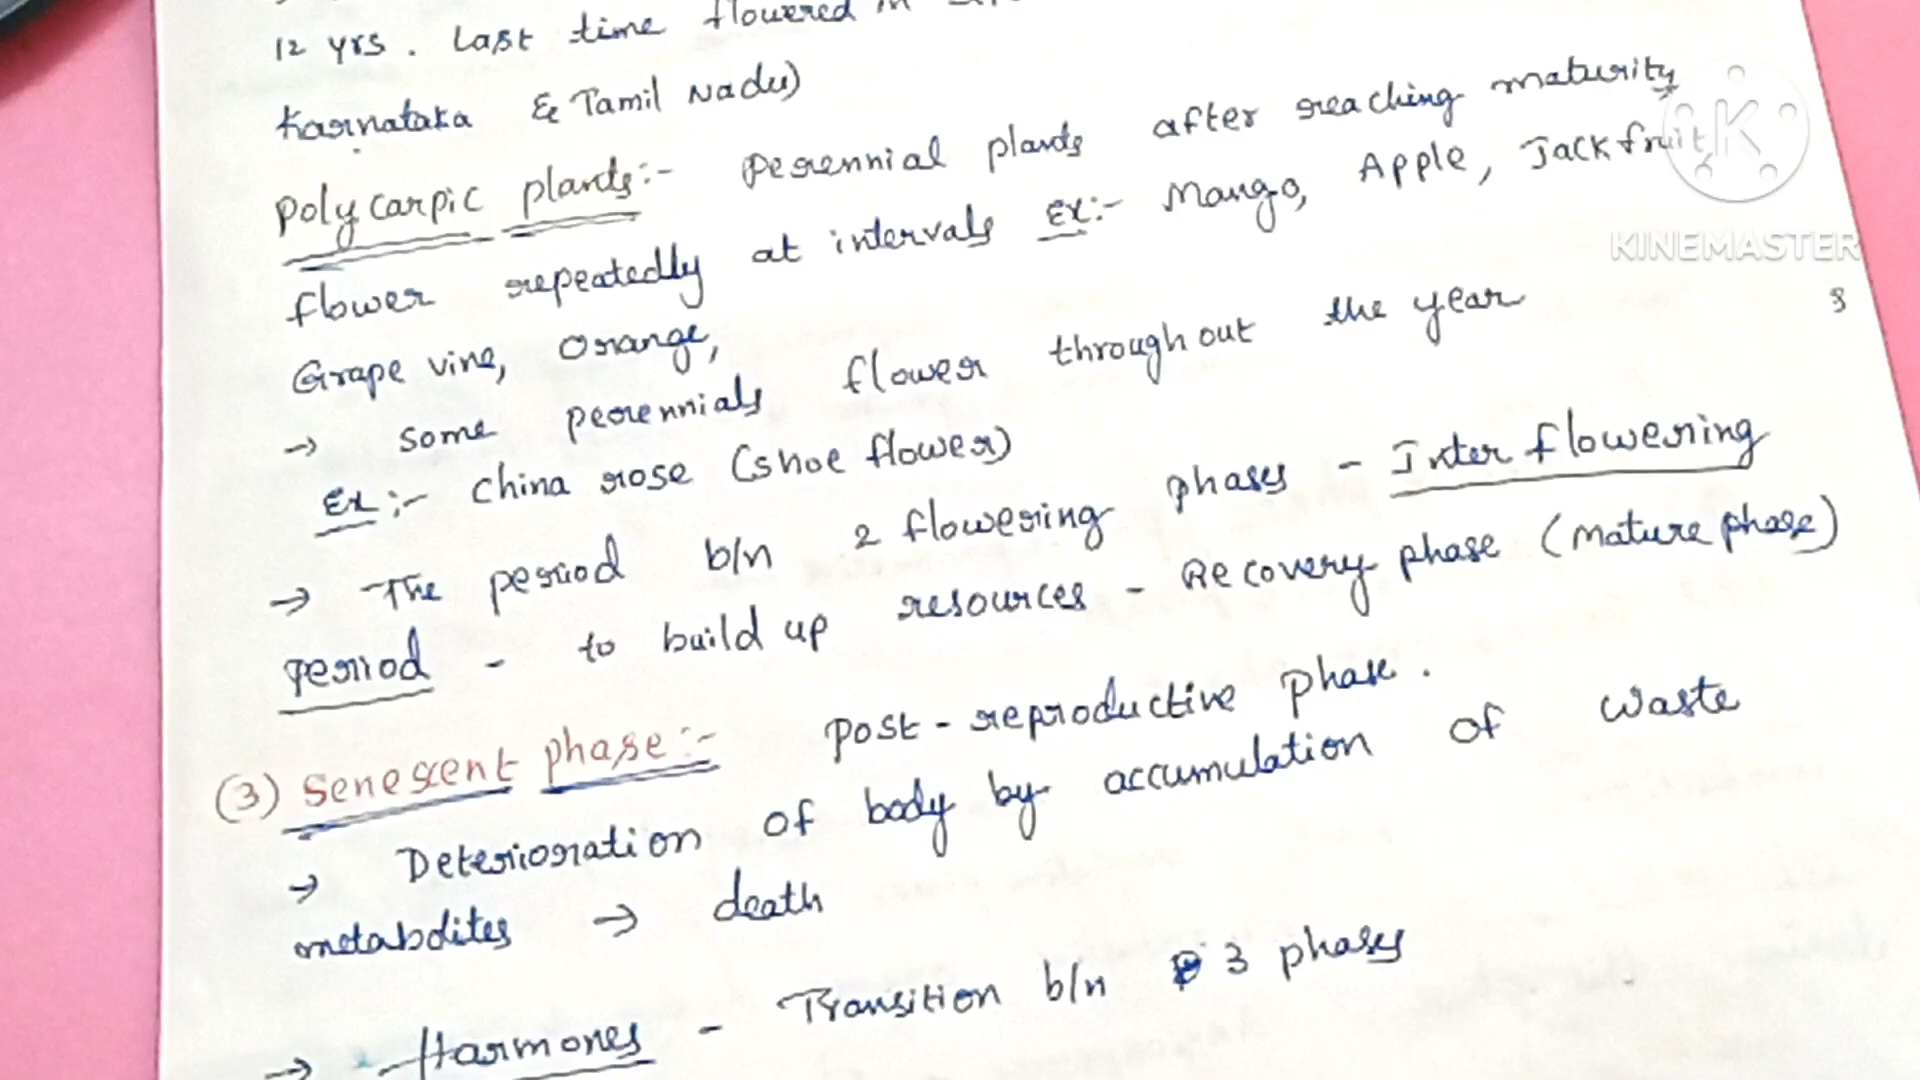 12 yrs. Last time flowered in
Karnataka & Tamil Nadu)
Polycarpic plants:- Perennial plants after reaching maturity
flower repeatedly at intervals Ex:- Mango, Apple, Jackfruit,
Grape vine, Orange,
→ Some perennials flower throughout the year
Ex:- China rose (shoe flower)
→ The period b/n 2 flowering phases - Inter flowering
period - to build up resources - Recovery phase (mature phase)
(3) Senescent phase:- post-reproductive phase.
→ Deterioration of body by accumulation of waste
metabolites → death
→ Harmones - Transition b/n 3 phases
K
KINEMASTER